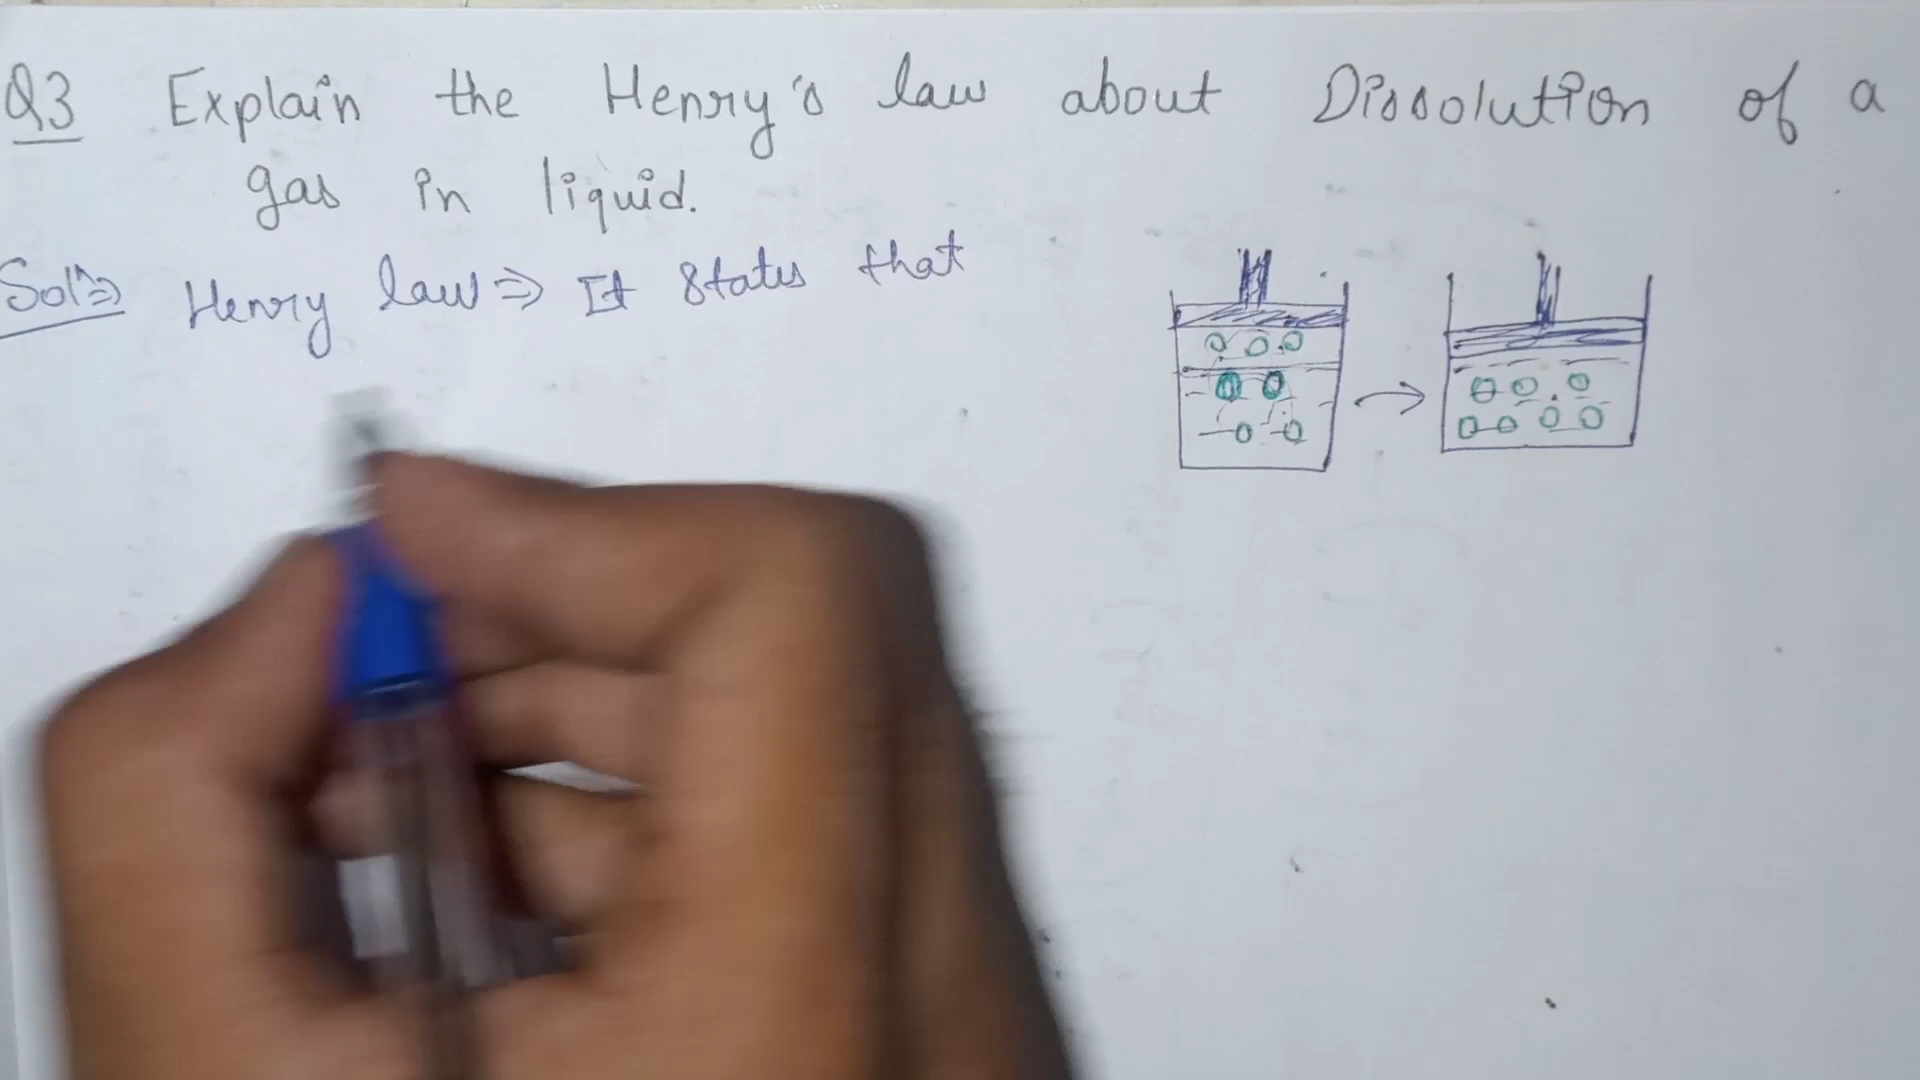 Q3 Explain the Henry's law about Dissolution of a
gas in liquid.
Sol⇒ Henry law ⇒ It states that